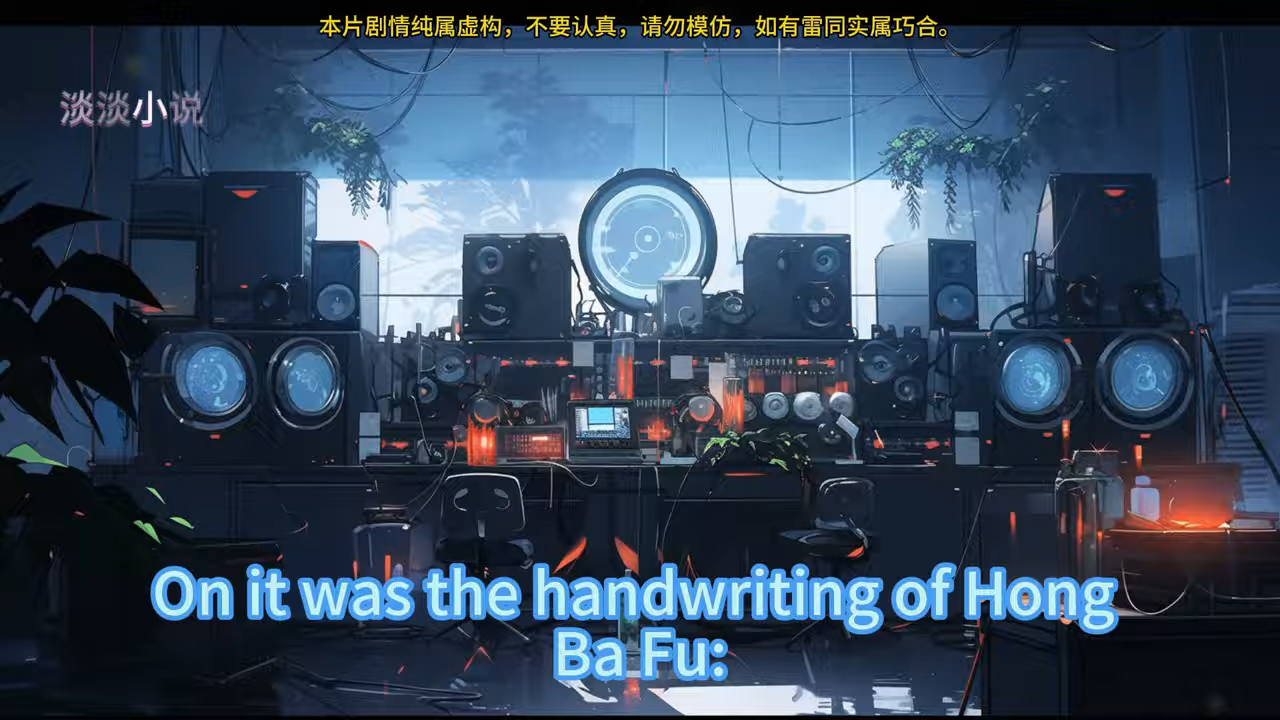 本片剧情纯属虚构，不要认真，请勿模仿，如有雷同实属巧合。
淡淡小说
On it was the handwriting of Hong
Ba Fu: